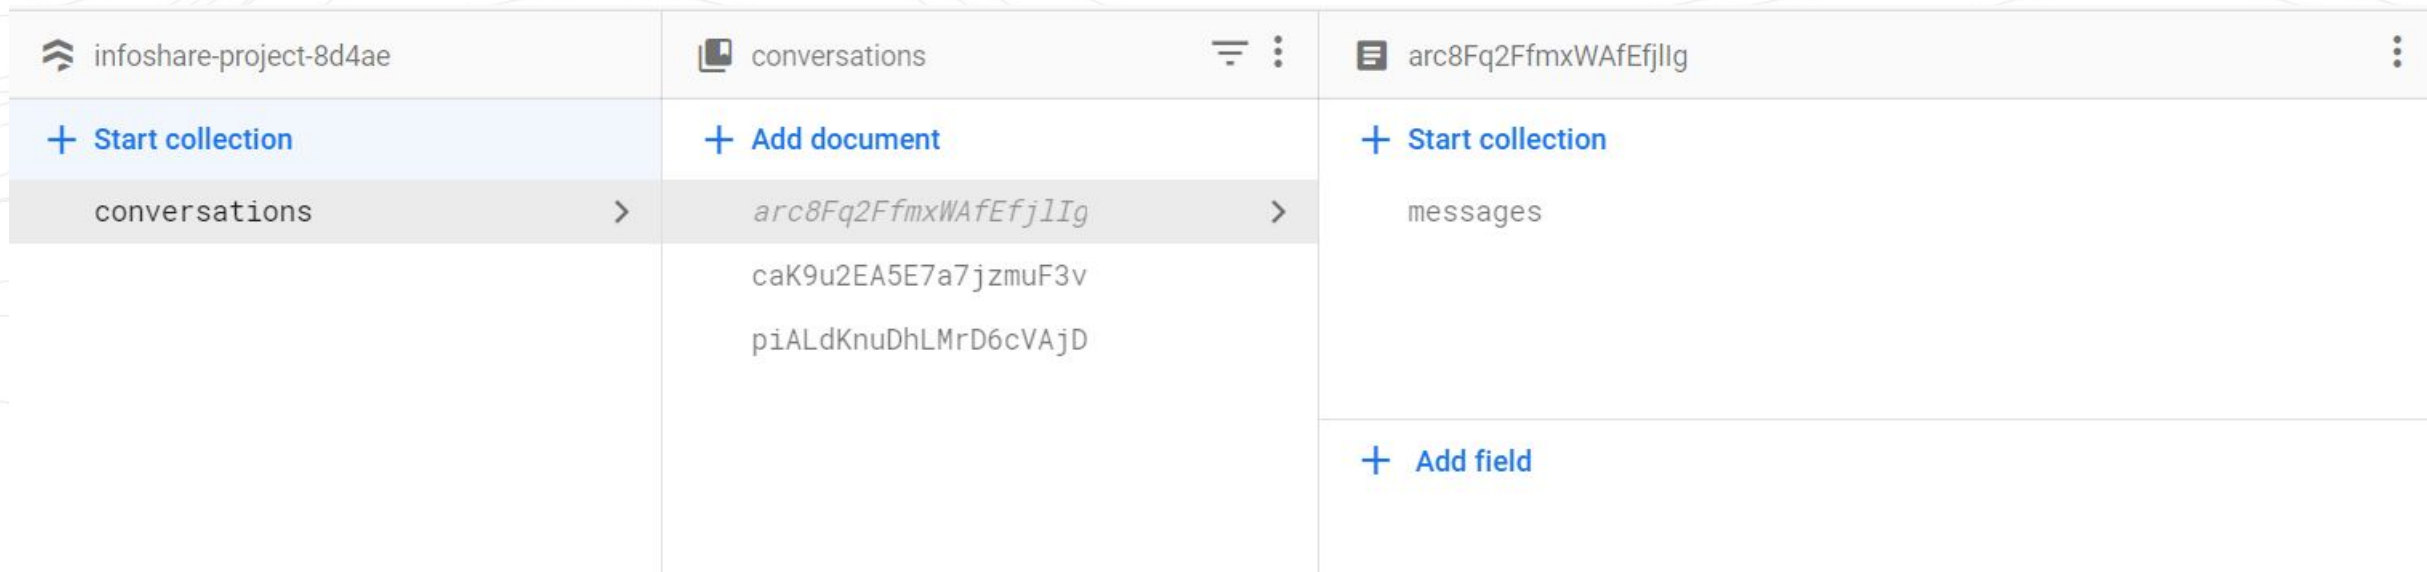 infoshare-project-8d4ae
conversations
arc8Fq2FfmxWAfEfjlIg
Start collection
Add document
Start collection
conversations
arc8Fq2FfmxWAfEfjlIg
messages
caK9u2EA5E7a7jzmuF3v
piALdKnuDhLMrD6cVAjD
Add field